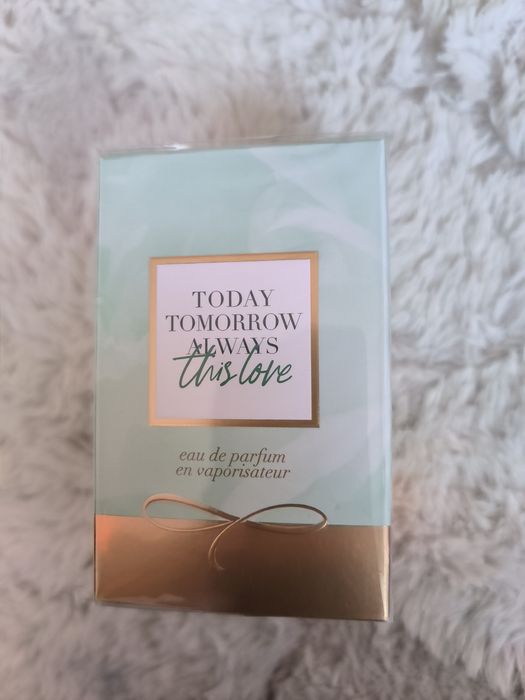 TODAY
TOMORROW
ALWAYS
this love
eau de parfum
en vaporisateur